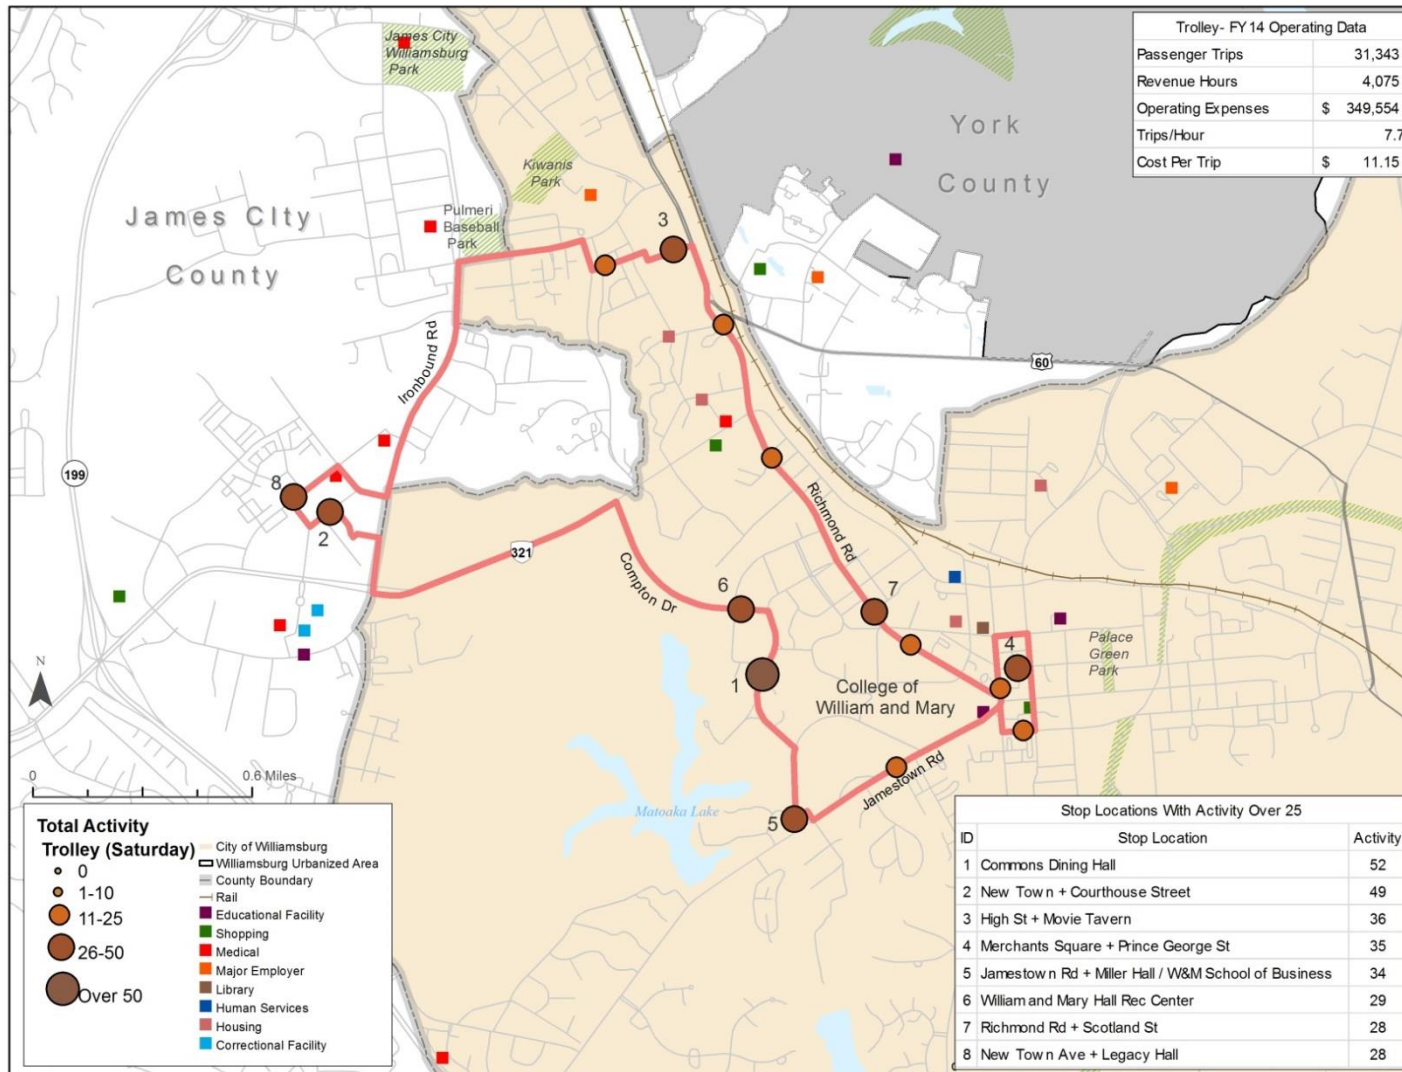 James City
Williamsburg
Park
Trolley- FY 14 Operating Data
Passenger Trips 31,343
Revenue Hours 4,075
Operating Expenses $ 349,554
Trips/Hour 7.7
Cost Per Trip $ 11.15
York
County
Kiwanis
Park
James CIty
County
Pulmeri
Baseball
Park
3
60
Ironbound Rd
199
8
2
Richmond Rd
321
Compton Dr
6
7
N
1
College of
William and Mary
4
Palace
Green
Park
0 0.6 Miles
Jamestown Rd
Matoaka Lake
5
Total Activity
Trolley (Saturday)
0
1-10
11-25
26-50
Over 50
City of Williamsburg
Williamsburg Urbanized Area
County Boundary
Rail
Educational Facility
Shopping
Medical
Major Employer
Library
Human Services
Housing
Correctional Facility
Stop Locations With Activity Over 25
ID Stop Location Activity
1 Commons Dining Hall 52
2 New Town + Courthouse Street 49
3 High St + Movie Tavern 36
4 Merchants Square + Prince George St 35
5 Jamestown Rd + Miller Hall / W&M School of Business 34
6 William and Mary Hall Rec Center 29
7 Richmond Rd + Scotland St 28
8 New Town Ave + Legacy Hall 28